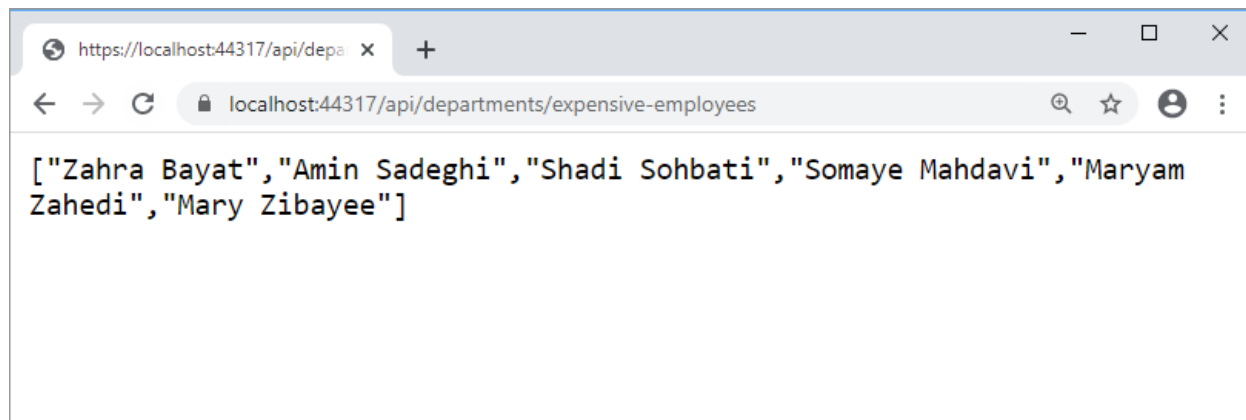 https://localhost:44317/api/depa
localhost:44317/api/departments/expensive-employees
["Zahra Bayat","Amin Sadeghi","Shadi Sohbati","Somaye Mahdavi","Maryam
Zahedi","Mary Zibayee"]